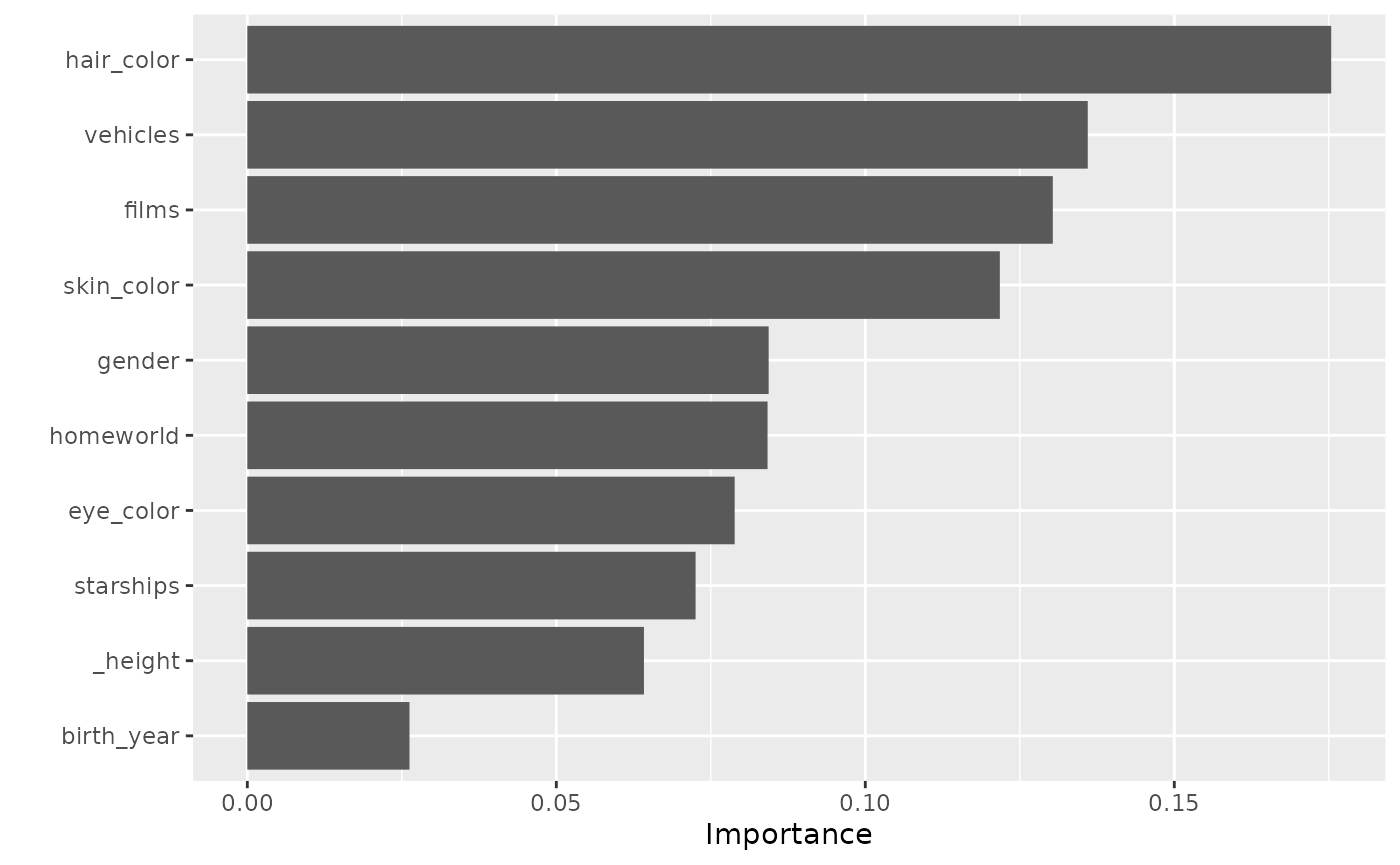 hair_color
vehicles
films
skin_color
gender
homeworld
eye_color
starships
_height
birth_year
0.00 0.05 0.10 0.15
Importance